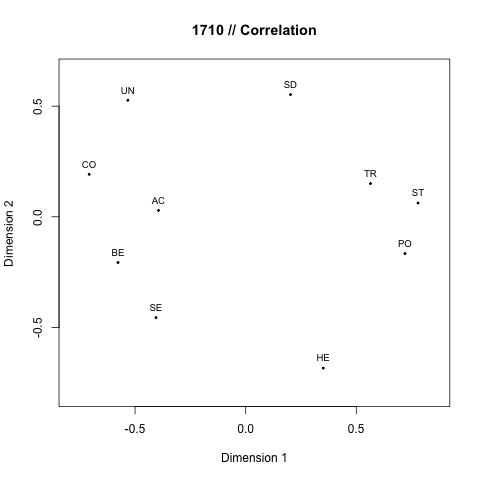 1710 // Correlation
UN
SD
CO
TR
ST
AC
PO
BE
SE
HE
Dimension 2
0.5
0.0
-0.5
-0.5
0.0
0.5
Dimension 1